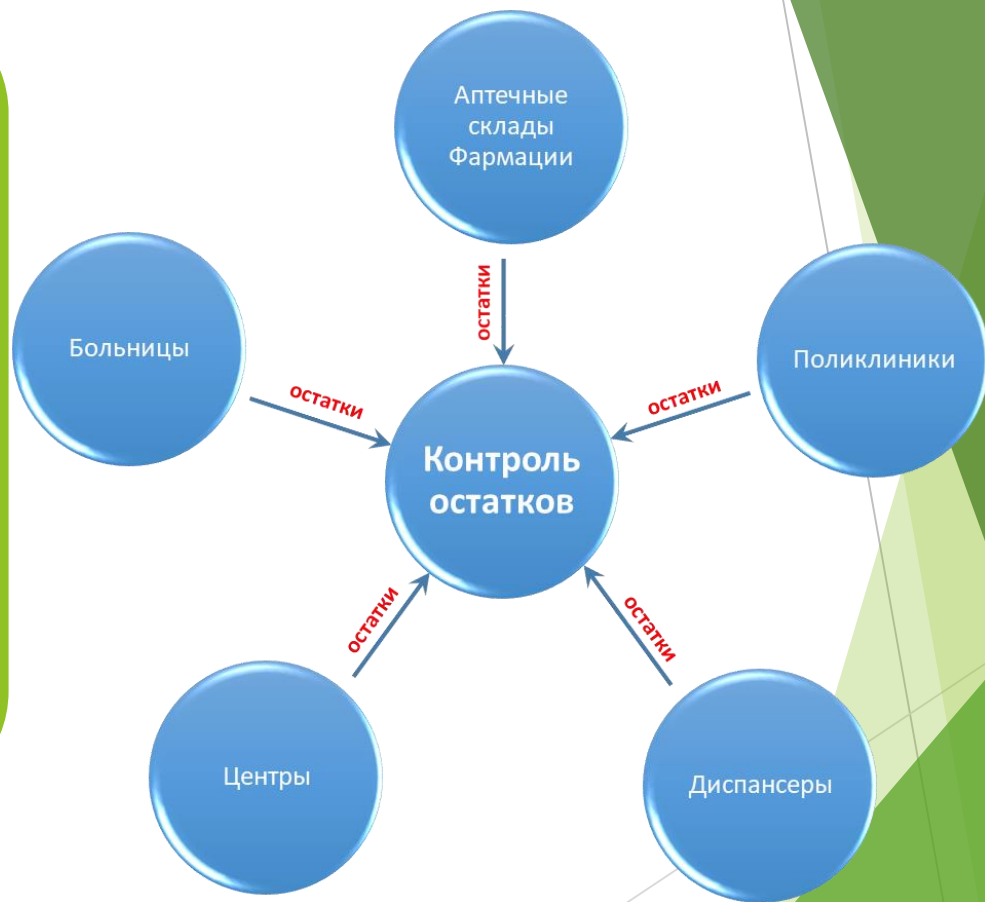 Аптечные
склады
Фармации
остатки
Больницы
Поликлиники
остатки
остатки
Контроль
остатков
остатки
остатки
Центры
Диспансеры